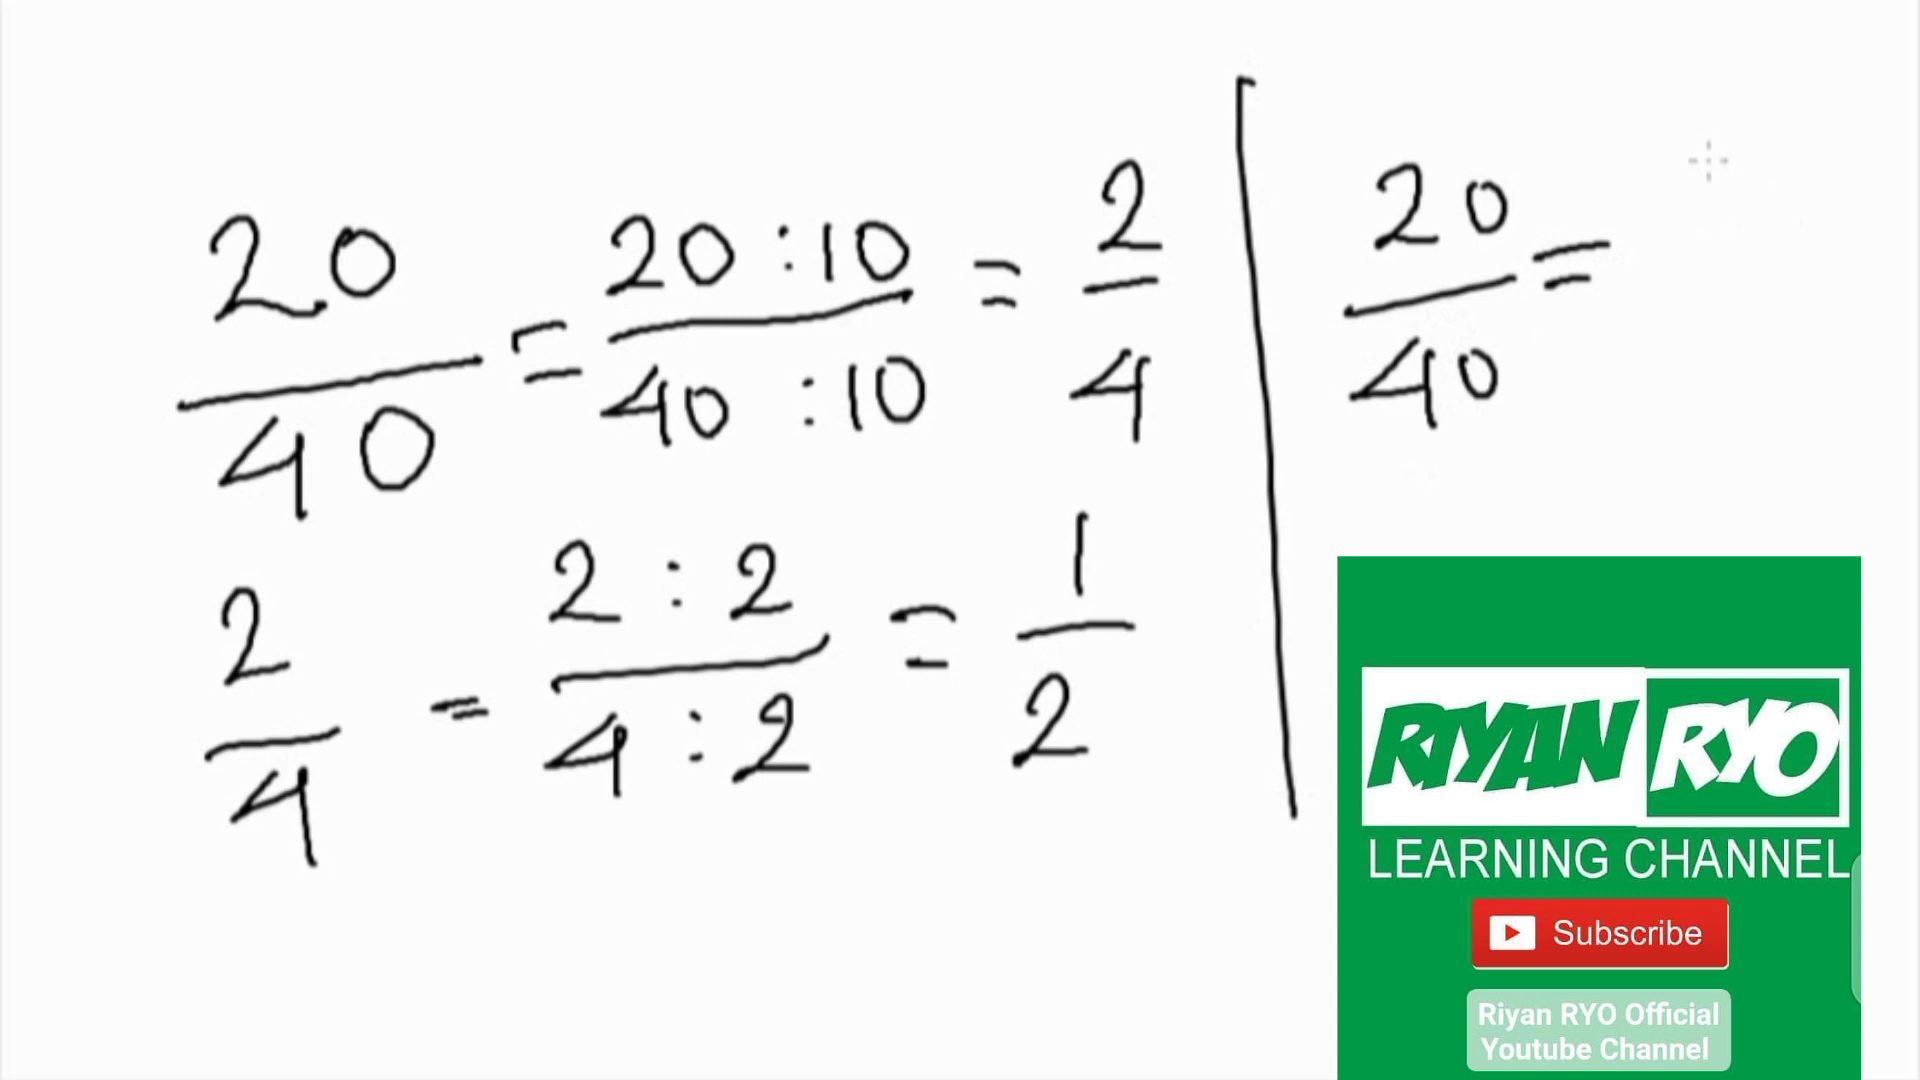 20/40 = 20 :10/40 :10 = 2/4
2/4 = 2 : 2/4 : 2 = 1/2
20/40 =
RIYAN RYO
LEARNING CHANNEL
Subscribe
Riyan RYO Official
Youtube Channel